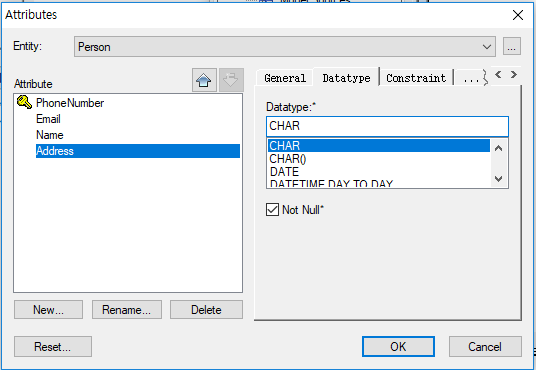 Attributes
Entity:
Person
...
Attribute
PhoneNumber
Email
Name
Address
General
Datatype
Constraint
...
Datatype:*
CHAR
CHAR
CHAR()
DATE
DATETIME DAY TO DAY
Not Null*
New...
Rename...
Delete
Reset...
OK
Cancel